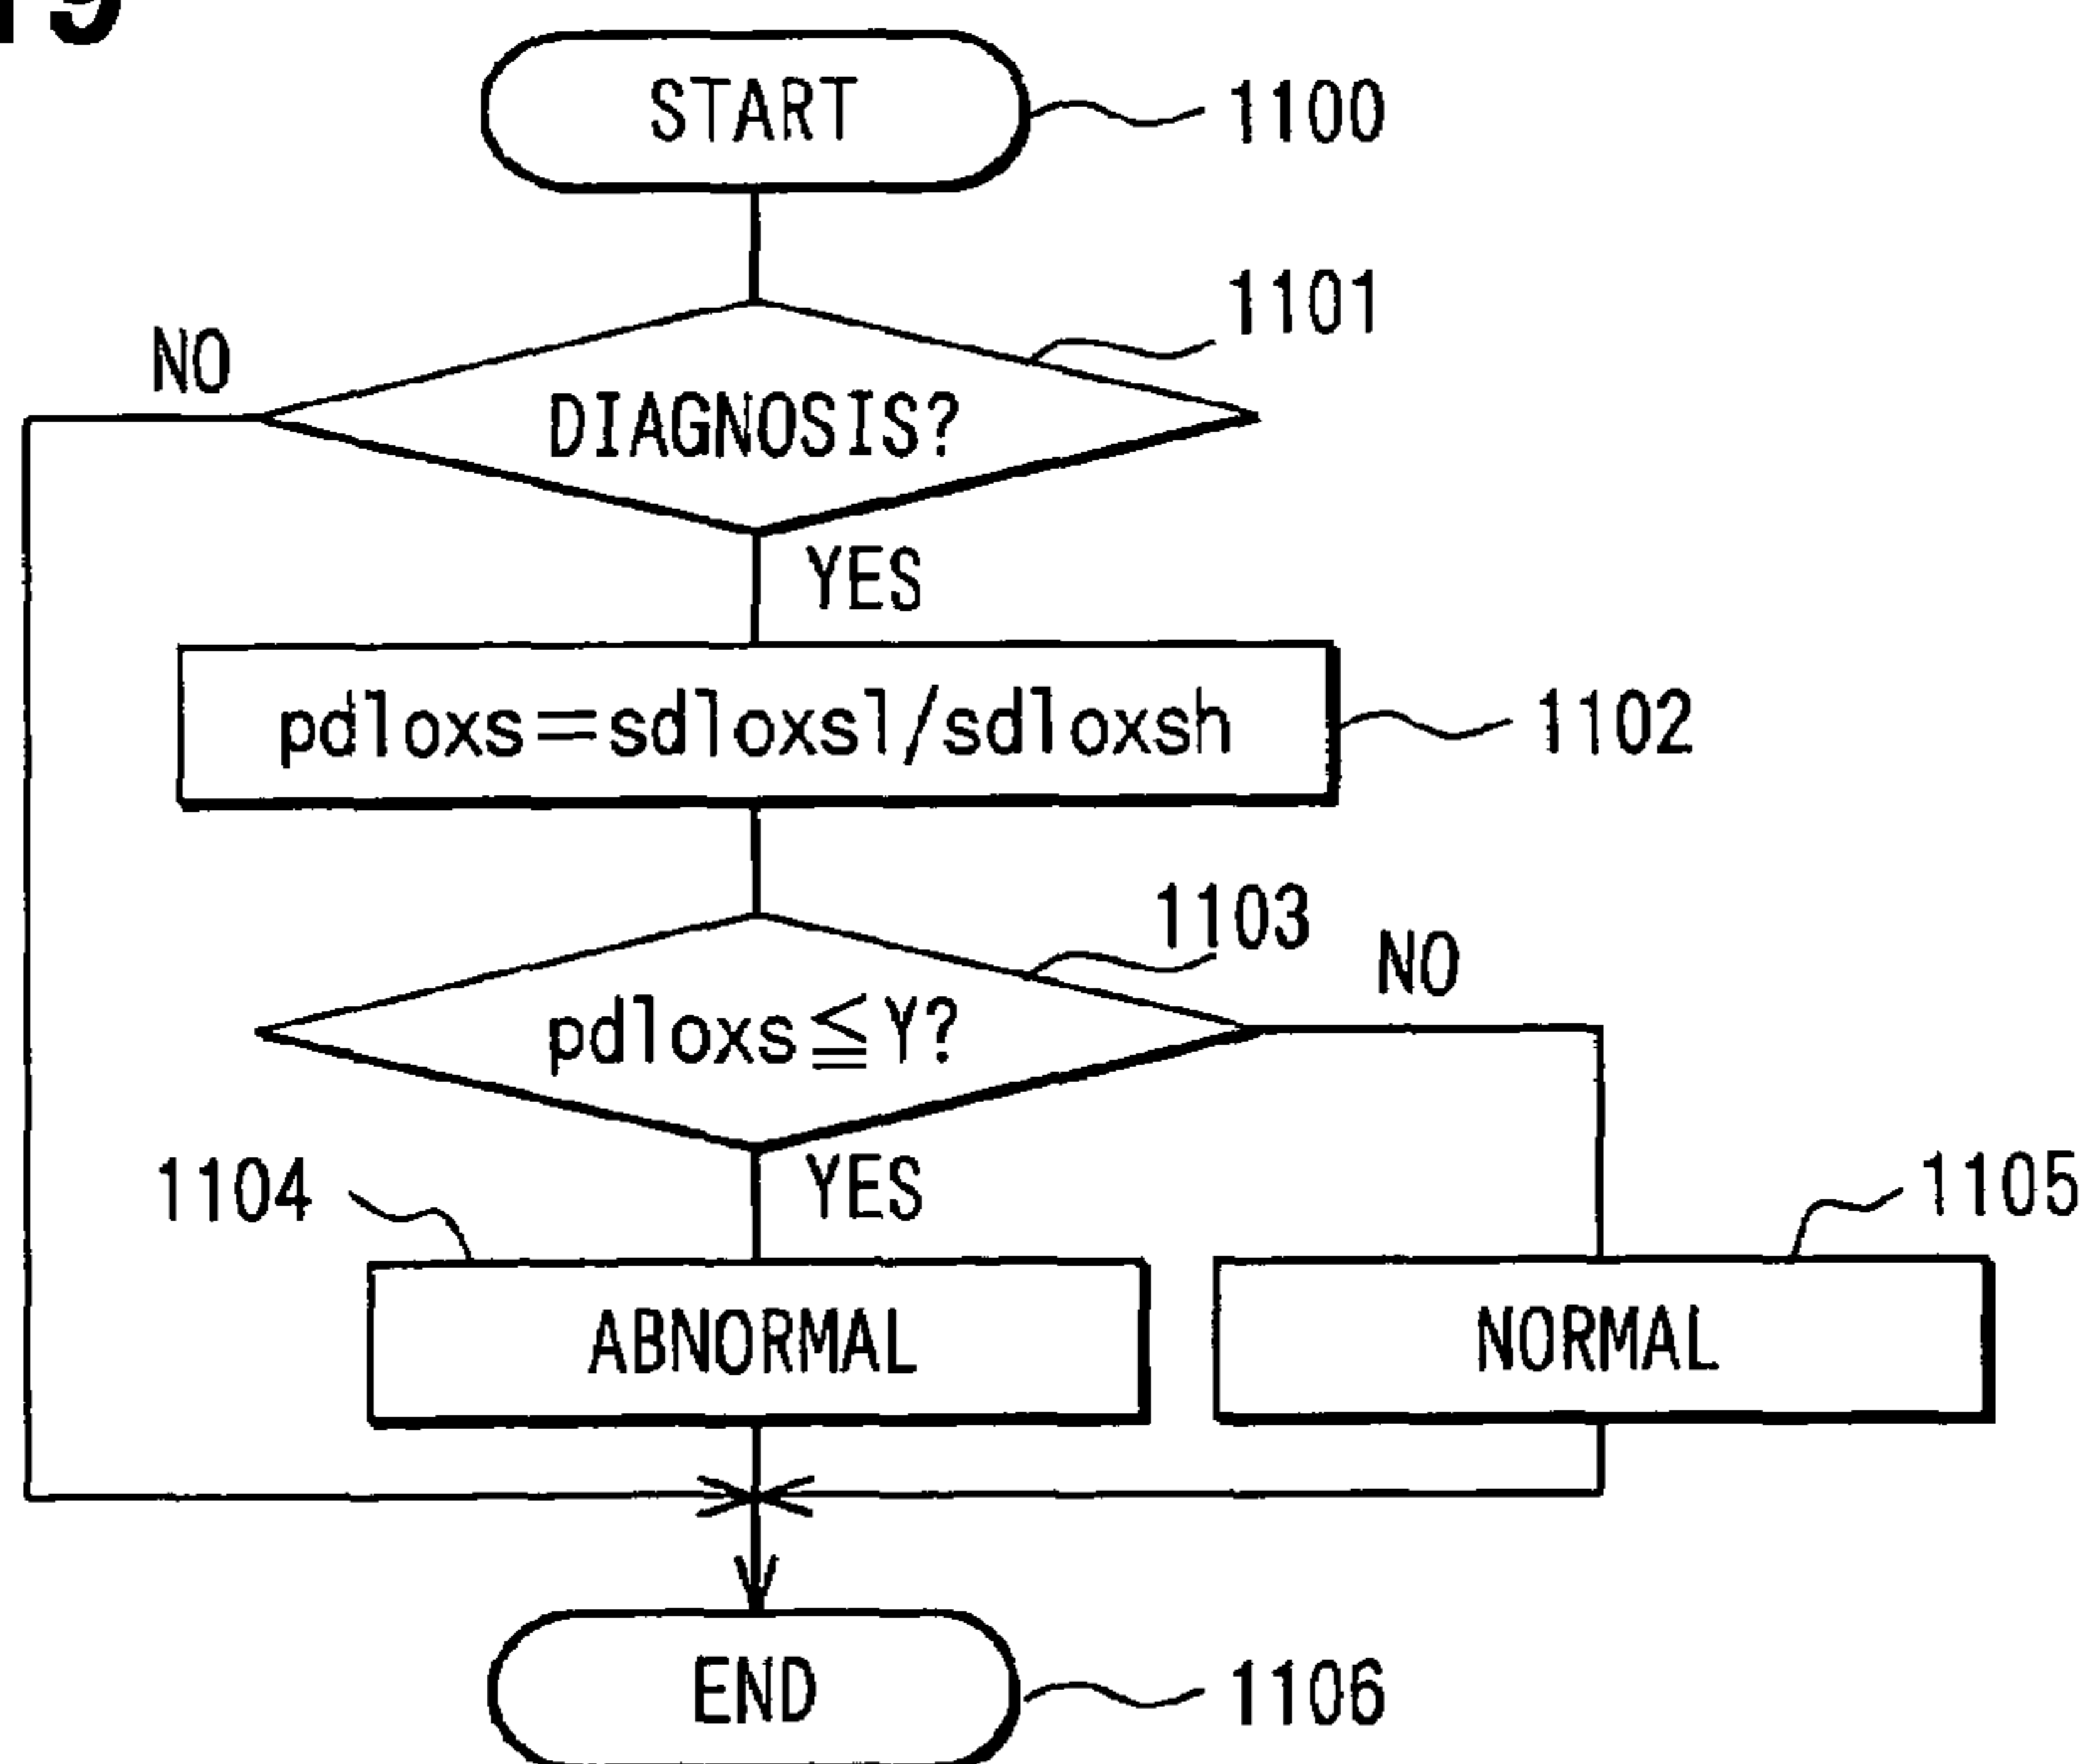 START
1100
1101
NO
DIAGNOSIS?
YES
pdloxs=sdloxsl/sdloxsh
1102
1103
NO
pdloxs≦Y?
YES
1104
1105
ABNORMAL
NORMAL
END
1106